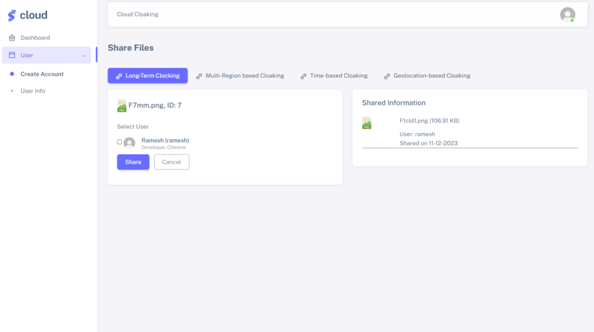 cloud
Cloud Cloaking
Dashboard
User
Create Account
User Info
Share Files
Long-Term Clocking
Multi-Region based Cloaking
Time-based Cloaking
Geolocation-based Cloaking
F7mm.png, ID: 7
Select User
Ramesh (ramesh)
Developer, Chennai
Share
Cancel
Shared Information
F1cld1.png (106.91 KB)
User: ramesh
Shared on 11-12-2023